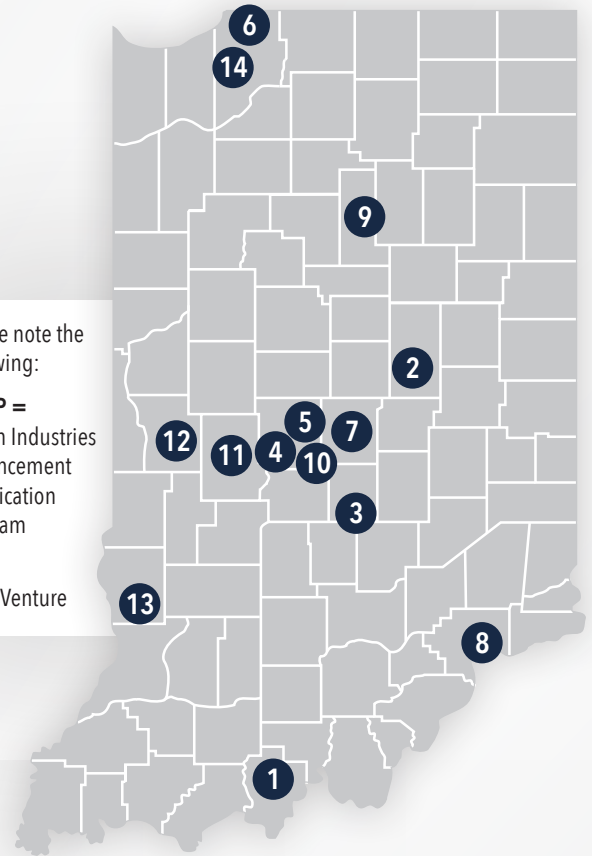 6
14
9
e note the
wing:
P =
n Industries
ncement
ication
am
Venture
2
5
7
12
11
4
10
3
13
8
1